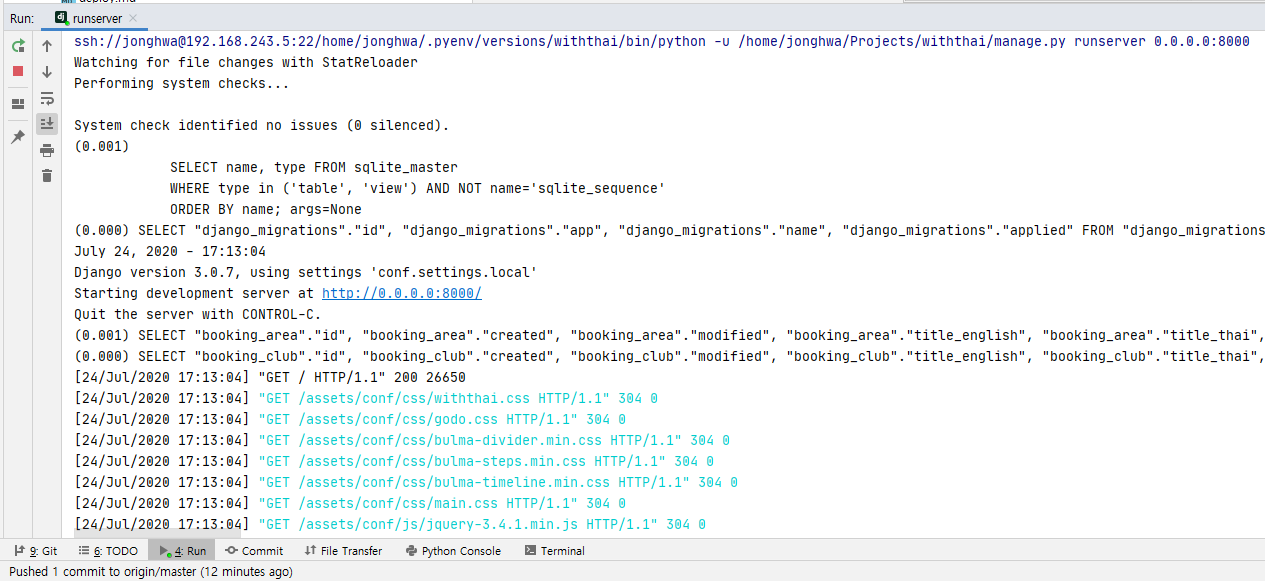 deploy.md
Run: runserver
ssh://jonghwa@192.168.243.5:22/home/jonghwa/.pyenv/versions/withthai/bin/python -u /home/jonghwa/Projects/withthai/manage.py runserver 0.0.0.0:8000
Watching for file changes with StatReloader
Performing system checks...
System check identified no issues (0 silenced).
(0.001)
SELECT name, type FROM sqlite_master
WHERE type in ('table', 'view') AND NOT name='sqlite_sequence'
ORDER BY name; args=None
(0.000) SELECT "django_migrations"."id", "django_migrations"."app", "django_migrations"."name", "django_migrations"."applied" FROM "django_migrations
July 24, 2020 - 17:13:04
Django version 3.0.7, using settings 'conf.settings.local'
Starting development server at http://0.0.0.0:8000/
Quit the server with CONTROL-C.
(0.001) SELECT "booking_area"."id", "booking_area"."created", "booking_area"."modified", "booking_area"."title_english", "booking_area"."title_thai",
(0.000) SELECT "booking_club"."id", "booking_club"."created", "booking_club"."modified", "booking_club"."title_english", "booking_club"."title_thai",
[24/Jul/2020 17:13:04] "GET / HTTP/1.1" 200 26650
[24/Jul/2020 17:13:04] "GET /assets/conf/css/withthai.css HTTP/1.1" 304 0
[24/Jul/2020 17:13:04] "GET /assets/conf/css/godo.css HTTP/1.1" 304 0
[24/Jul/2020 17:13:04] "GET /assets/conf/css/bulma-divider.min.css HTTP/1.1" 304 0
[24/Jul/2020 17:13:04] "GET /assets/conf/css/bulma-steps.min.css HTTP/1.1" 304 0
[24/Jul/2020 17:13:04] "GET /assets/conf/css/bulma-timeline.min.css HTTP/1.1" 304 0
[24/Jul/2020 17:13:04] "GET /assets/conf/css/main.css HTTP/1.1" 304 0
[24/Jul/2020 17:13:04] "GET /assets/conf/js/jquery-3.4.1.min.js HTTP/1.1" 304 0
9: Git 6: TODO 4: Run Commit File Transfer Python Console Terminal
Pushed 1 commit to origin/master (12 minutes ago)